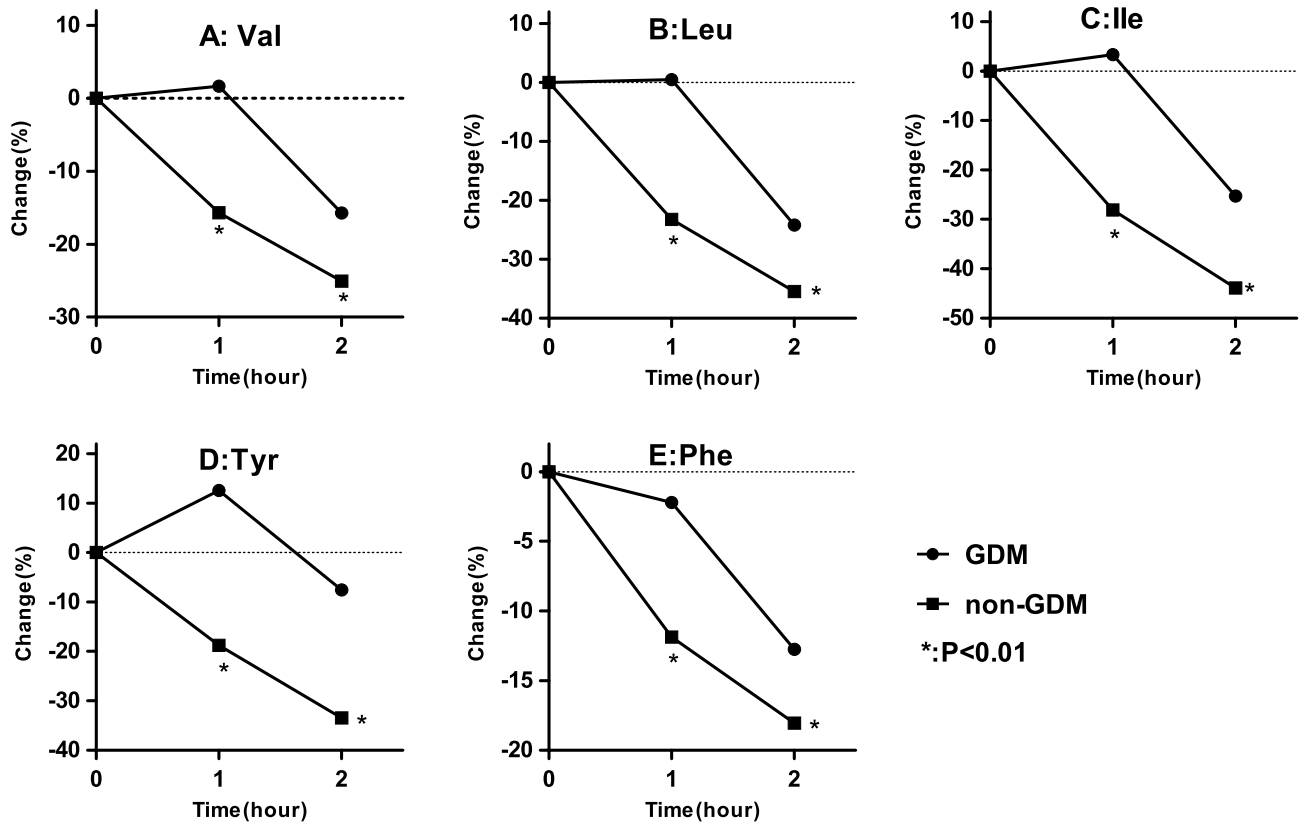 A: Val
10
0
-10
-20
-30
Change(%)
0 1 2
Time(hour)
B:Leu
10
0
-10
-20
-30
-40
Change(%)
0 1 2
Time(hour)
C:Ile
10
0
-10
-20
-30
-40
-50
Change(%)
0 1 2
Time(hour)
D:Tyr
20
10
0
-10
-20
-30
-40
Change(%)
0 1 2
Time(hour)
E:Phe
0
-5
-10
-15
-20
Change(%)
0 1 2
Time(hour)
*
*
*
*
*
*
*
*
*
*
GDM
non-GDM
*:P<0.01